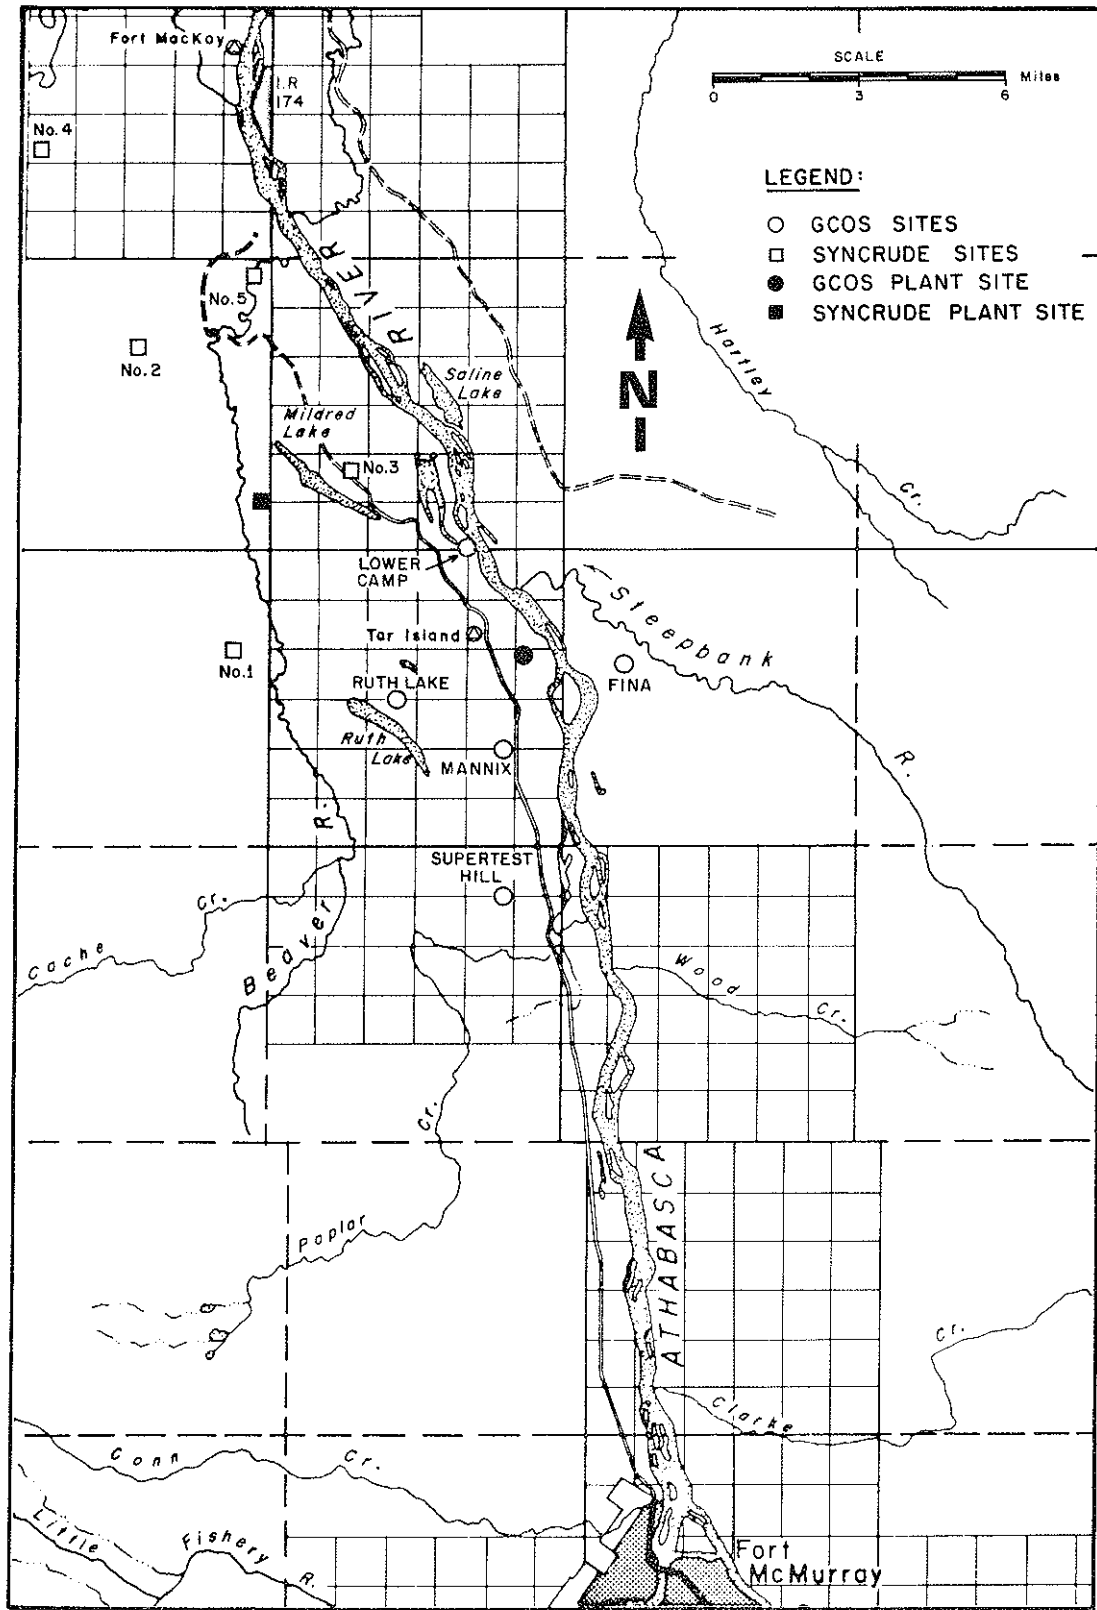 Fort MacKay
I.R
174
No. 4
SCALE
0 3 6 Miles
LEGEND:
GCOS SITES
SYNCRUDE SITES
GCOS PLANT SITE
SYNCRUDE PLANT SITE
RIVER
No. 5
No. 2
Saline
Lake
Hartley
Cr.
N
Mildred
Lake
No. 3
LOWER
CAMP
Steepbank
R.
Tar Island
No. 1
RUTH LAKE
FINA
Ruth
Lake
MANNIX
R.
SUPERTEST
HILL
Cr.
Cache
Beaver
Wood
Cr.
Cr.
Poplar
ATHABASCA
Cr.
Clarke
Conn
Cr.
Little
Fishery
R.
Fort
McMurray